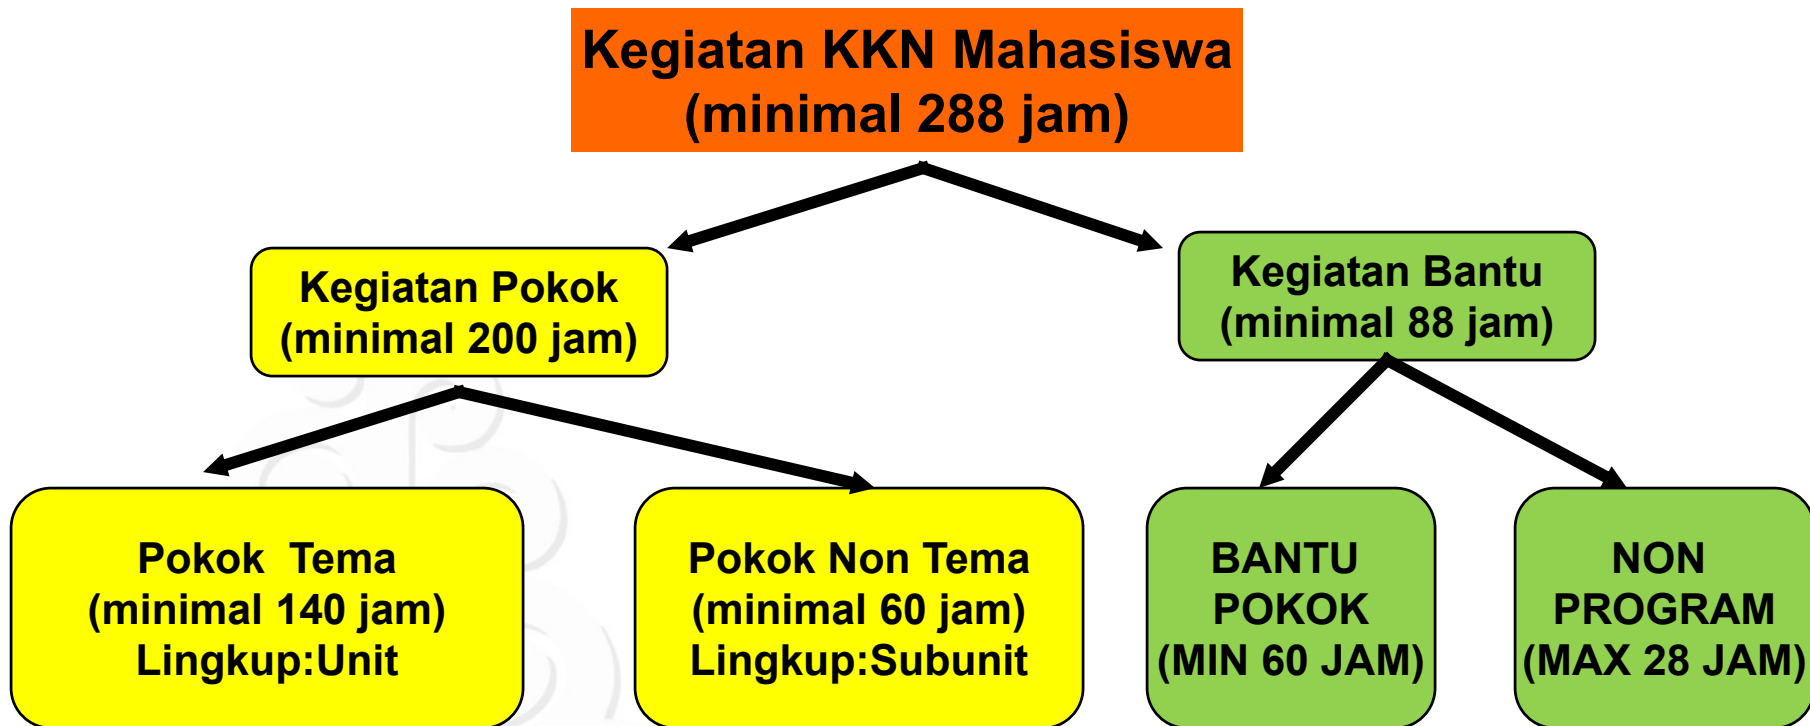 Kegiatan KKN Mahasiswa
(minimal 288 jam)
Kegiatan Pokok
(minimal 200 jam)
Kegiatan Bantu
(minimal 88 jam)
Pokok  Tema
(minimal 140 jam)
Lingkup:Unit
Pokok Non Tema
(minimal 60 jam)
Lingkup:Subunit
BANTU
POKOK
(MIN 60 JAM)
NON
PROGRAM
(MAX 28 JAM)